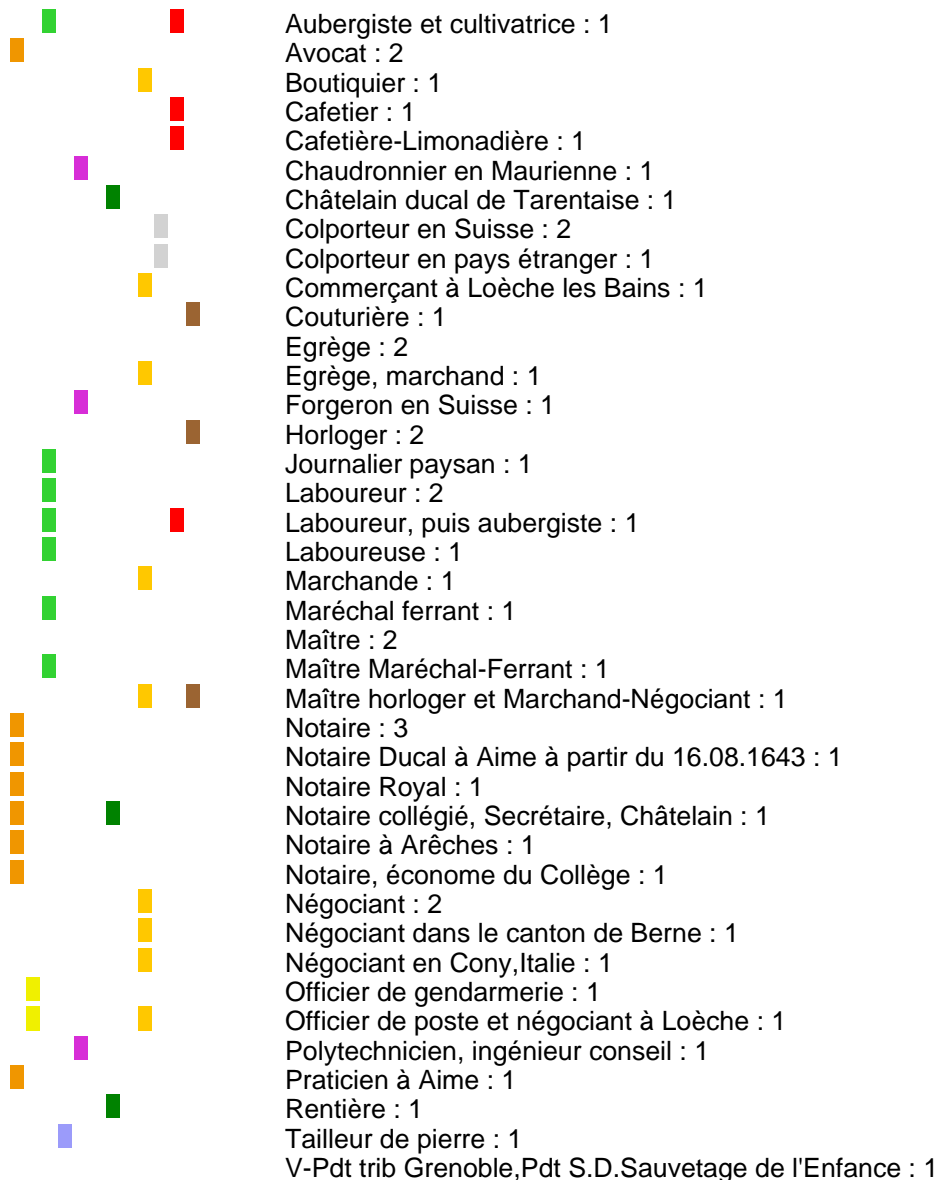 Aubergiste et cultivatrice : 1
Avocat : 2
Boutiquier : 1
Cafetier : 1
Cafetière-Limonadière : 1
Chaudronnier en Maurienne : 1
Châtelain ducal de Tarentaise : 1
Colporteur en Suisse : 2
Colporteur en pays étranger : 1
Commerçant à Loèche les Bains : 1
Couturière : 1
Egrège : 2
Egrège, marchand : 1
Forgeron en Suisse : 1
Horloger : 2
Journalier paysan : 1
Laboureur : 2
Laboureur, puis aubergiste : 1
Laboureuse : 1
Marchande : 1
Maréchal ferrant : 1
Maître : 2
Maître Maréchal-Ferrant : 1
Maître horloger et Marchand-Négociant : 1
Notaire : 3
Notaire Ducal à Aime à partir du 16.08.1643 : 1
Notaire Royal : 1
Notaire collégié, Secrétaire, Châtelain : 1
Notaire à Arêches : 1
Notaire, économe du Collège : 1
Négociant : 2
Négociant dans le canton de Berne : 1
Négociant en Cony,Italie : 1
Officier de gendarmerie : 1
Officier de poste et négociant à Loèche : 1
Polytechnicien, ingénieur conseil : 1
Praticien à Aime : 1
Rentière : 1
Tailleur de pierre : 1
V-Pdt trib Grenoble,Pdt S.D.Sauvetage de l'Enfance : 1